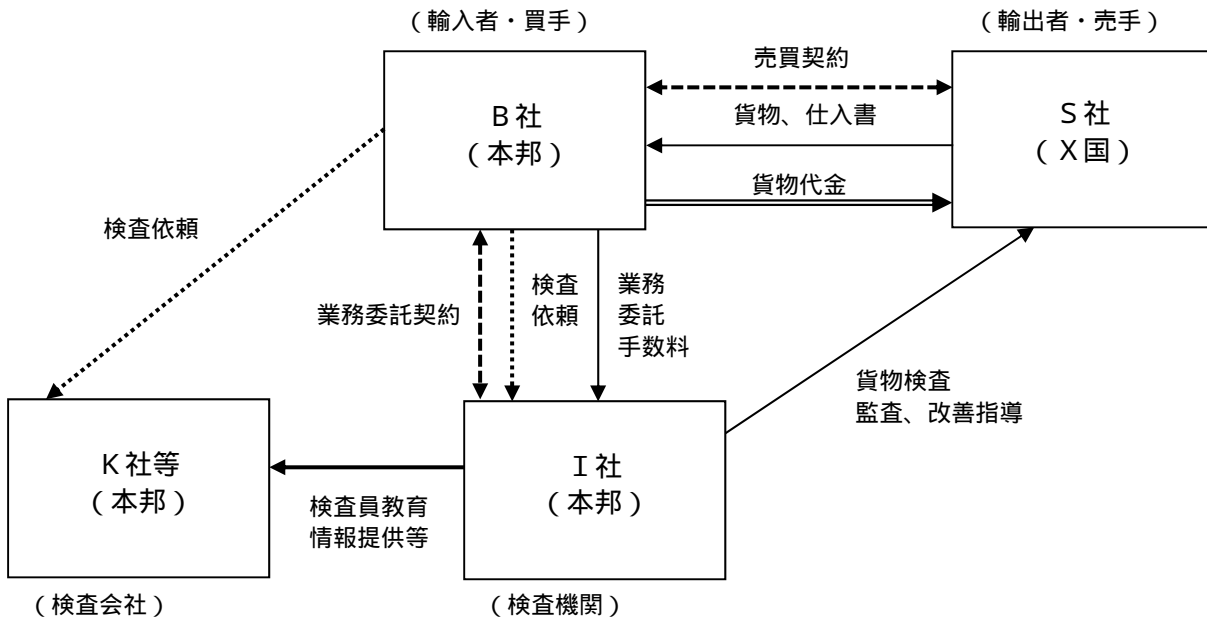 （輸入者・買手）
（輸出者・売手）
Ｂ社
（本邦）
売買契約
貨物、仕入書
貨物代金
Ｓ社
（Ｘ国）
検査依頼
業務委託契約
検査
依頼
業務
委託
手数料
貨物検査
監査、改善指導
Ｋ社等
（本邦）
検査員教育
情報提供等
Ｉ社
（本邦）
（検査会社）
（検査機関）